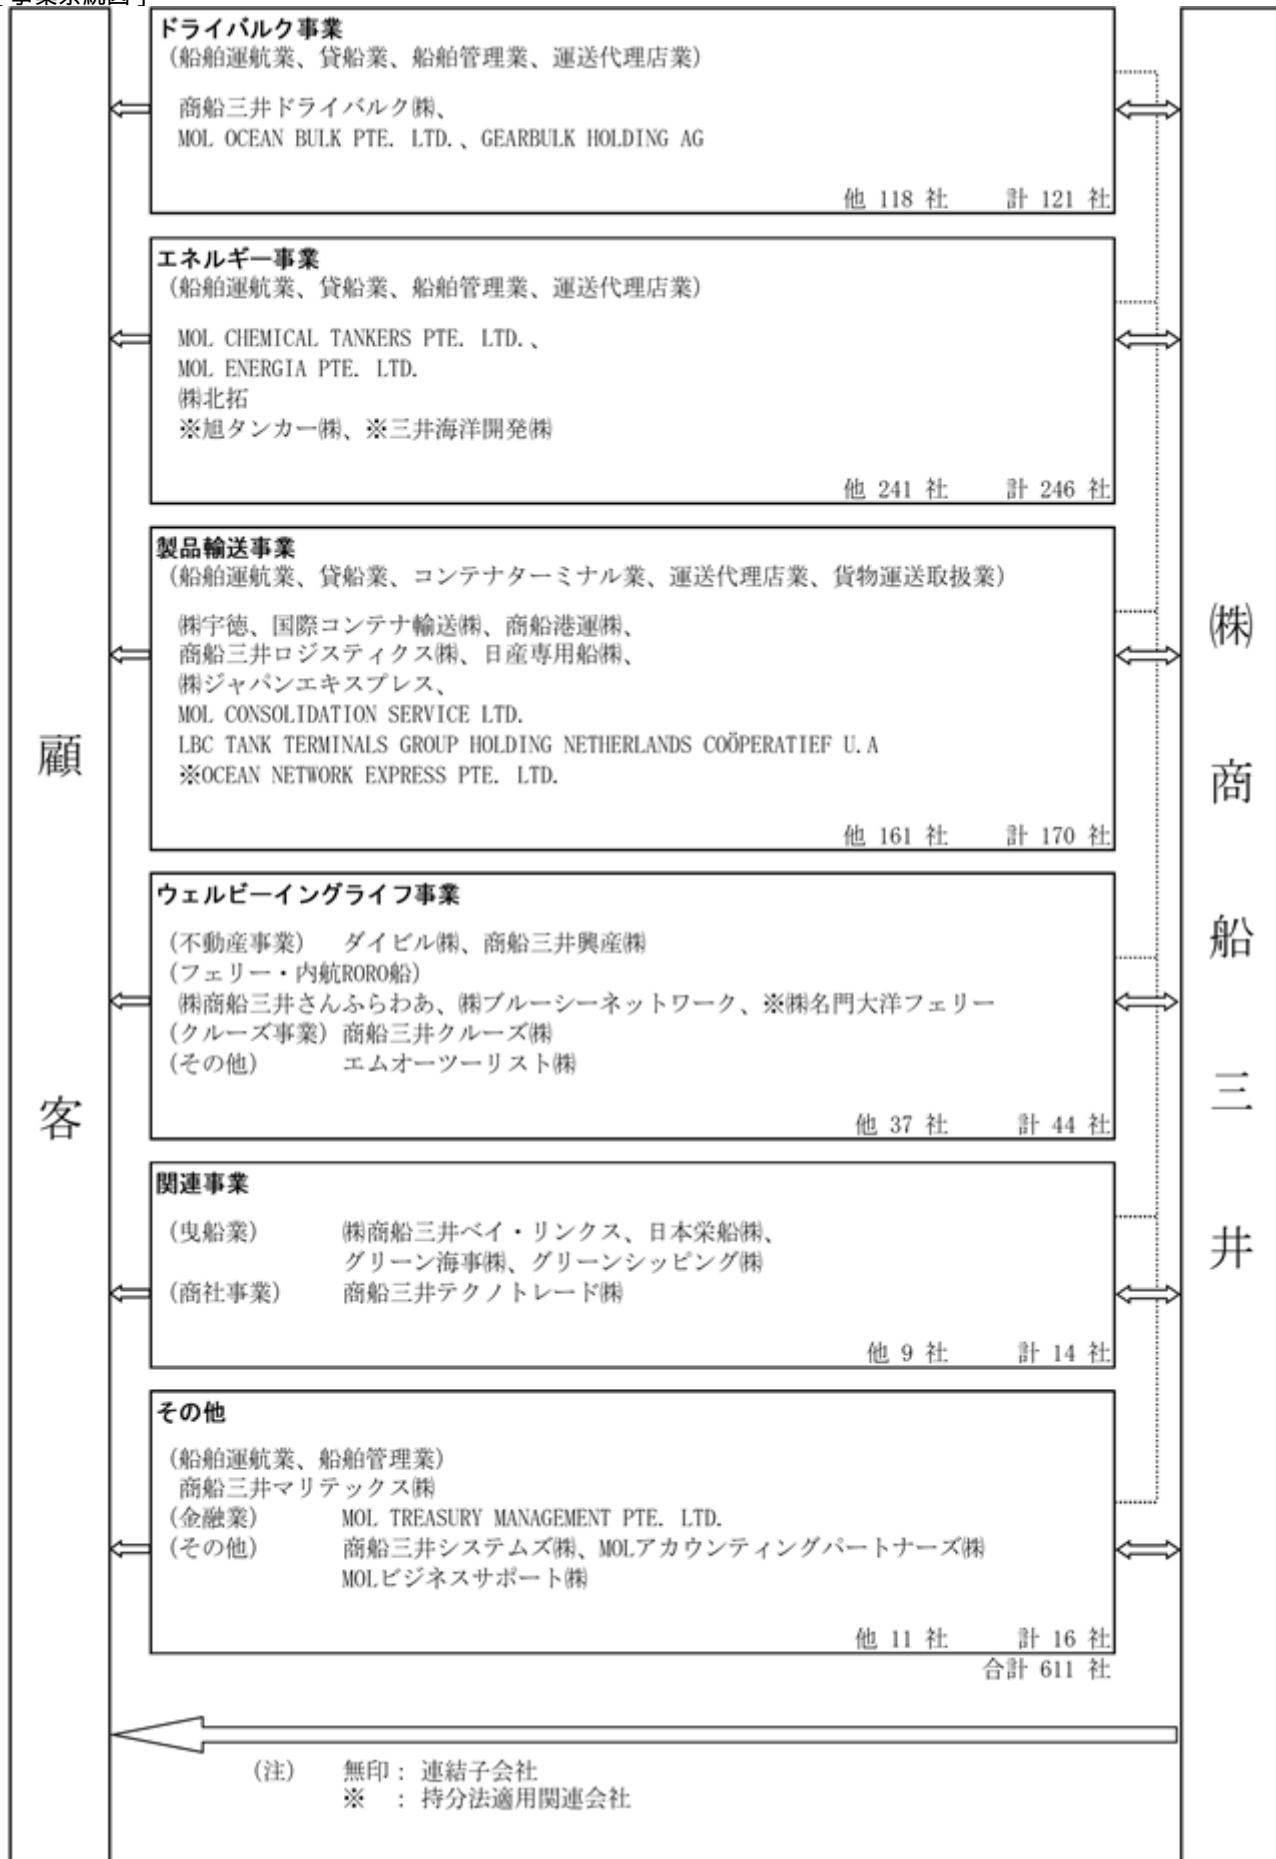 [事業系統図]
ドライバルク事業
(船舶運航業、貸船業、船舶管理業、運送代理店業)
商船三井ドライバルク㈱、
MOL OCEAN BULK PTE. LTD.、GEARBULK HOLDING AG
他 118 社 計 121 社
エネルギー事業
(船舶運航業、貸船業、船舶管理業、運送代理店業)
MOL CHEMICAL TANKERS PTE. LTD.、
MOL ENERGIA PTE. LTD.
㈱北拓
※旭タンカー㈱、※三井海洋開発㈱
他 241 社 計 246 社
製品輸送事業
(船舶運航業、貸船業、コンテナターミナル業、運送代理店業、貨物運送取扱業)
㈱宇徳、国際コンテナ輸送㈱、商船港運㈱、
商船三井ロジスティクス㈱、日産専用船㈱、
㈱ジャパンエキスプレス、
MOL CONSOLIDATION SERVICE LTD.
LBC TANK TERMINALS GROUP HOLDING NETHERLANDS COÖPERATIEF U.A
※OCEAN NETWORK EXPRESS PTE. LTD.
他 161 社 計 170 社
ウェルビーイングライフ事業
(不動産事業) ダイビル㈱、商船三井興産㈱
(フェリー・内航RORO船)
㈱商船三井さんふらわあ、㈱ブルーシーネットワーク、※㈱名門大洋フェリー
(クルーズ事業) 商船三井クルーズ㈱
(その他) エムオーツーリスト㈱
他 37 社 計 44 社
関連事業
(曳船業) ㈱商船三井ベイ・リンクス、日本栄船㈱、
グリーン海事㈱、グリーンシッピング㈱
(商社事業) 商船三井テクノトレード㈱
他 9 社 計 14 社
その他
(船舶運航業、船舶管理業)
商船三井マリテックス㈱
(金融業) MOL TREASURY MANAGEMENT PTE. LTD.
(その他) 商船三井システムズ㈱、MOLアカウンティングパートナーズ㈱
MOLビジネスサポート㈱
他 11 社 計 16 社
合計 611 社
(注) 無印： 連結子会社
※ ： 持分法適用関連会社
顧客
㈱商船三井